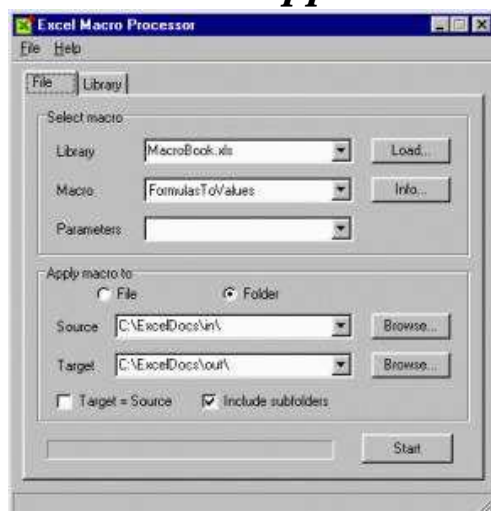 Excel Macro Processor
File Help
File Library
Select macro
Library MacroBook.xls Load...
Macro FormulasToValues Info...
Parameters
Apply macro to
File Folder
Source C:\ExcelDocs\in\ Browse...
Target C:\ExcelDocs\out\ Browse...
Target = Source Include subfolders
Start